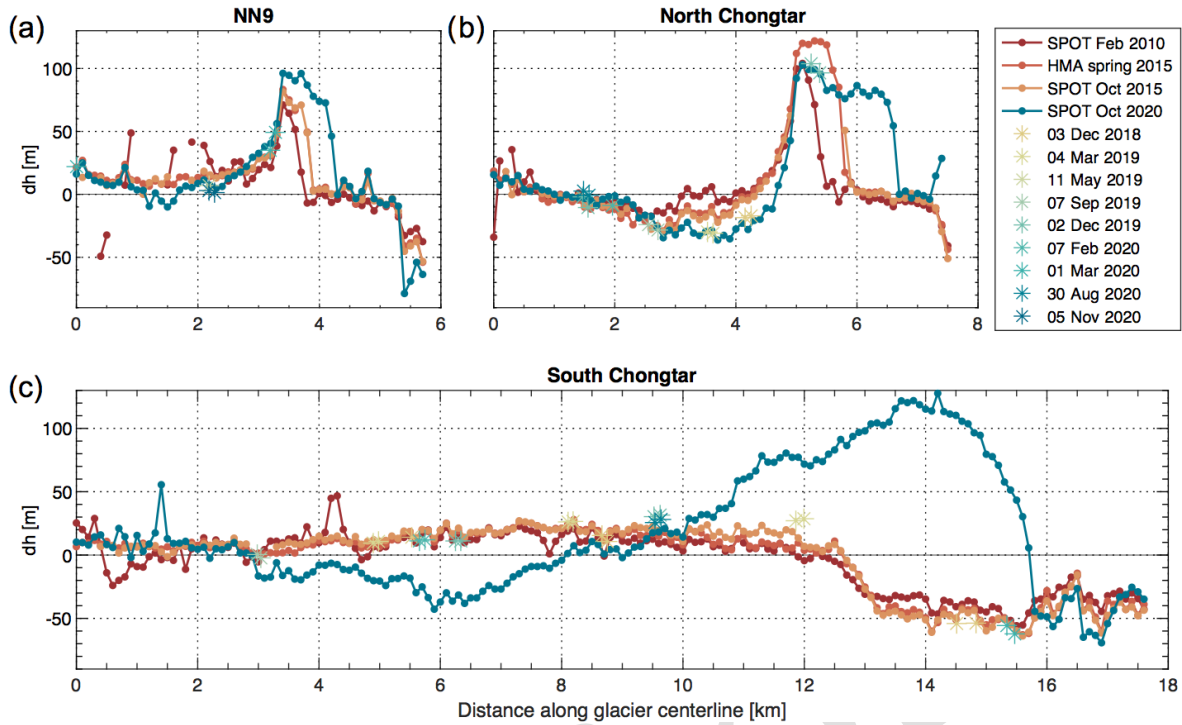 (a)
NN9
(b)
North Chongtar
dh [m]
100
50
0
-50
0
2
4
6
0
2
4
6
8
SPOT Feb 2010
HMA spring 2015
SPOT Oct 2015
SPOT Oct 2020
03 Dec 2018
04 Mar 2019
11 May 2019
07 Sep 2019
02 Dec 2019
07 Feb 2020
01 Mar 2020
30 Aug 2020
05 Nov 2020
(c)
South Chongtar
dh [m]
100
50
0
-50
0
2
4
6
8
10
12
14
16
18
Distance along glacier centerline [km]